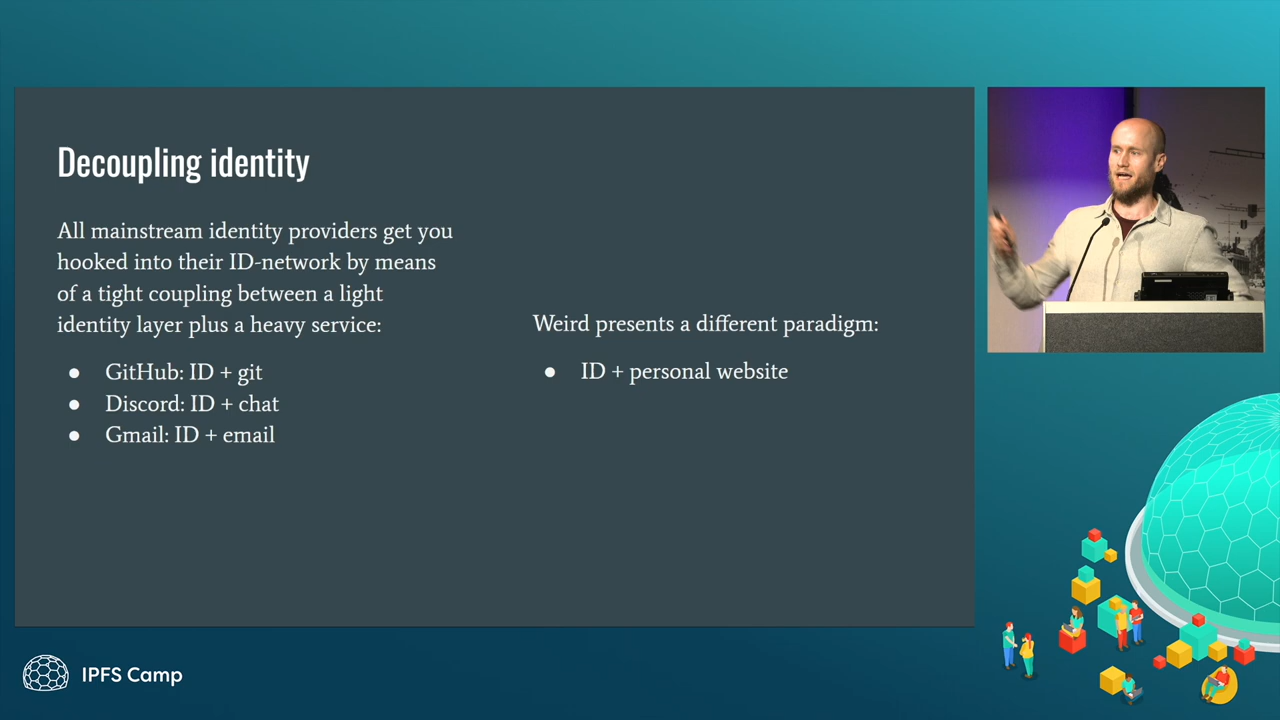 Decoupling identity
All mainstream identity providers get you
hooked into their ID-network by means
of a tight coupling between a light
identity layer plus a heavy service:
● GitHub: ID + git
● Discord: ID + chat
● Gmail: ID + email
Weird presents a different paradigm:
● ID + personal website
IPFS Camp